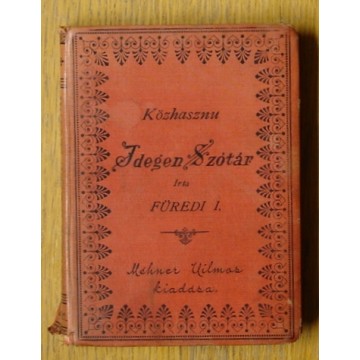 Közhasznu
Idegen Szótár
Irta
FÜREDI I.
Mehner Vilmos
kiadása.